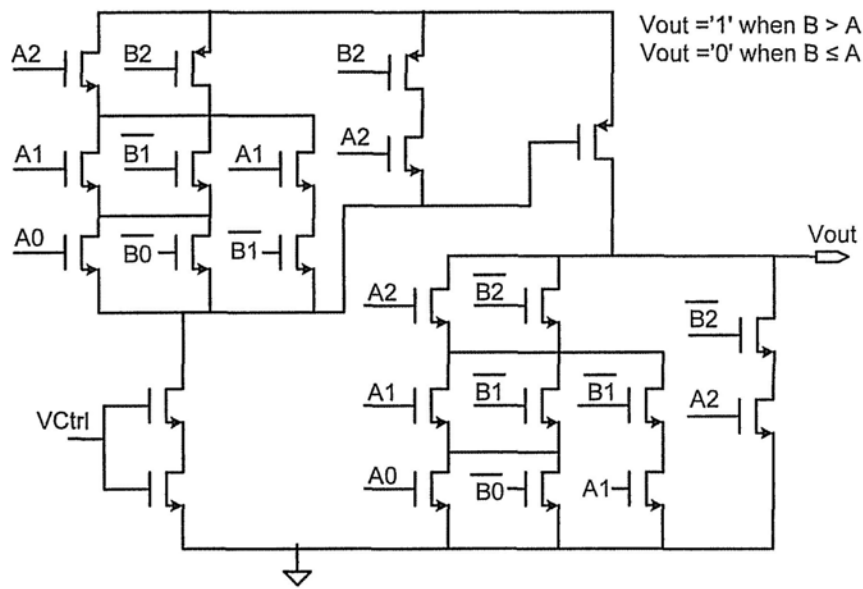 Vout ='1' when B > A
Vout ='0' when B ≤ A
A2
B2
B2
A1
B̅1̅
A1
A2
A0
B̅0̅
B̅1̅
Vout
A2
B̅2̅
B̅2̅
A1
B̅1̅
B̅1̅
A2
VCtrl
A0
B̅0̅
A1